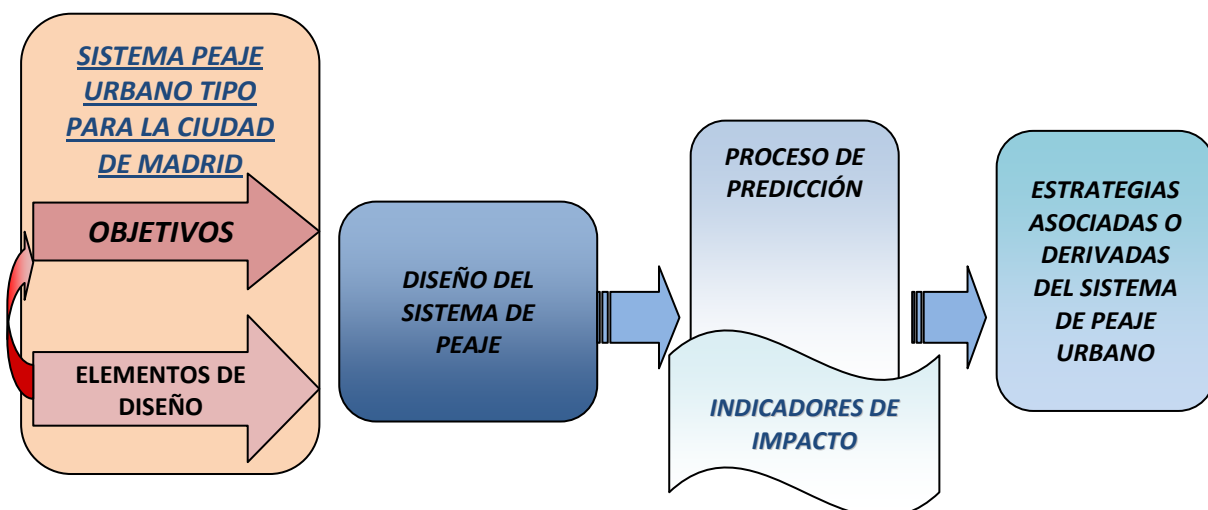 SISTEMA PEAJE
URBANO TIPO
PARA LA CIUDAD
DE MADRID
OBJETIVOS
ELEMENTOS DE
DISEÑO
DISEÑO DEL
SISTEMA DE
PEAJE
PROCESO DE
PREDICCIÓN
INDICADORES DE
IMPACTO
ESTRATEGIAS
ASOCIADAS O
DERIVADAS
DEL SISTEMA
DE PEAJE
URBANO